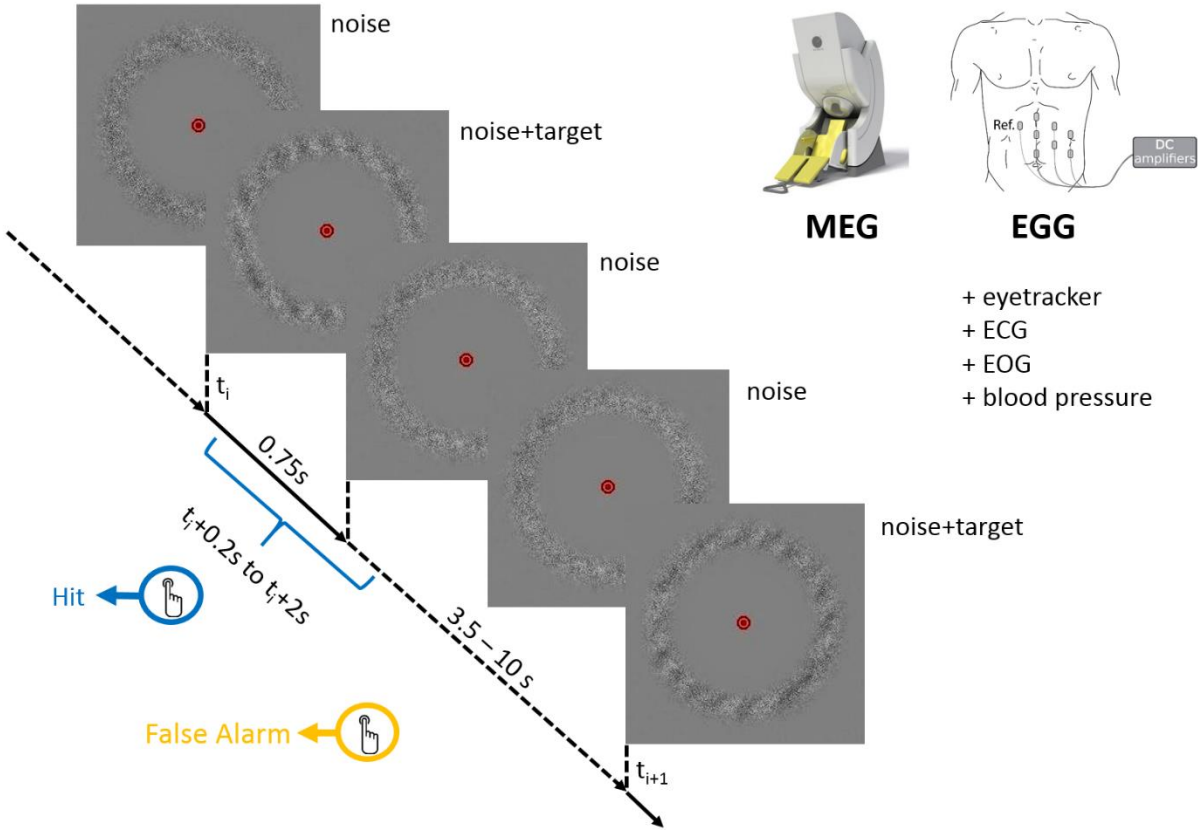 noise
noise+target
noise
noise
noise+target
tᵢ
0.75s
tᵢ+0.2s to tᵢ+2s
Hit
3.5 – 10 s
False Alarm
tᵢ₊₁
Ref.
DC
amplifiers
MEG
EGG
+ eyetracker
+ ECG
+ EOG
+ blood pressure